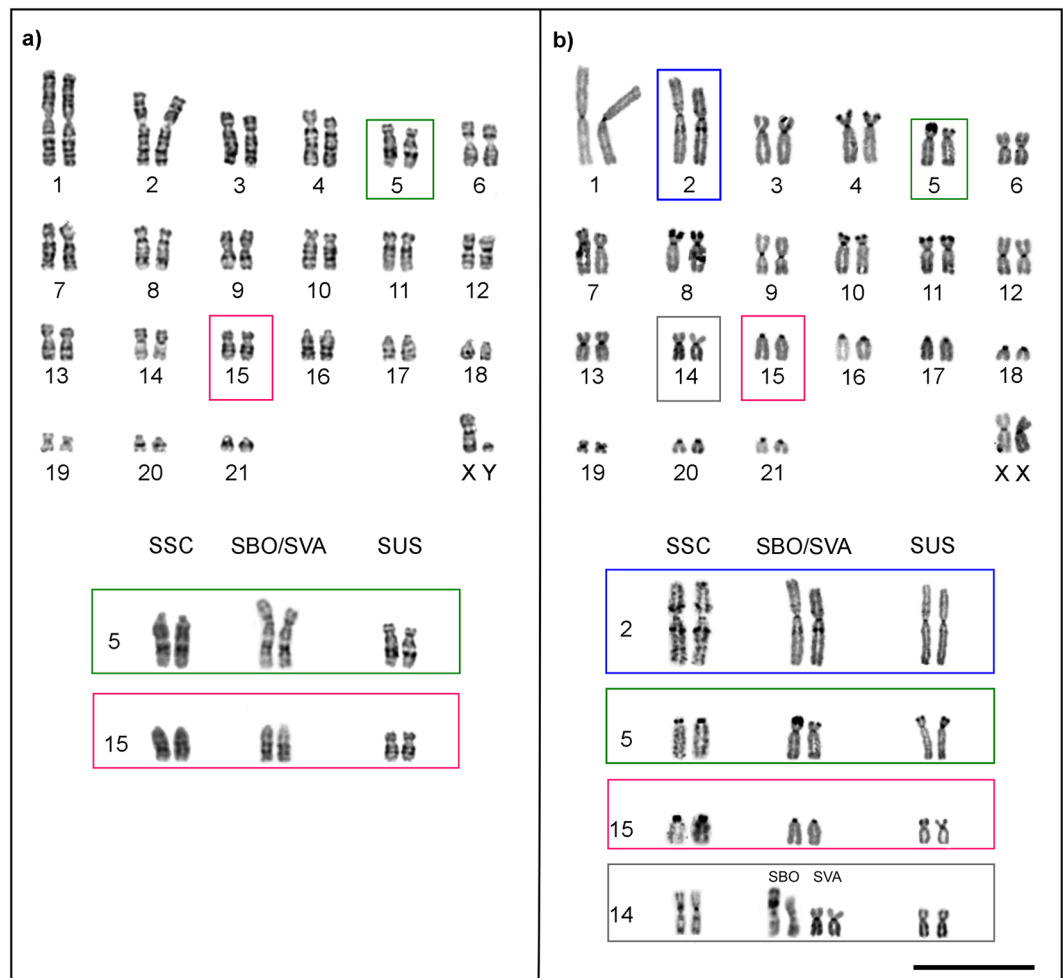 a)
1 2 3 4 5 6
7 8 9 10 11 12
13 14 15 16 17 18
19 20 21 X Y
SSC SBO/SVA SUS
5
15
b)
1 2 3 4 5 6
7 8 9 10 11 12
13 14 15 16 17 18
19 20 21 X X
SSC SBO/SVA SUS
2
5
15
SBO SVA
14